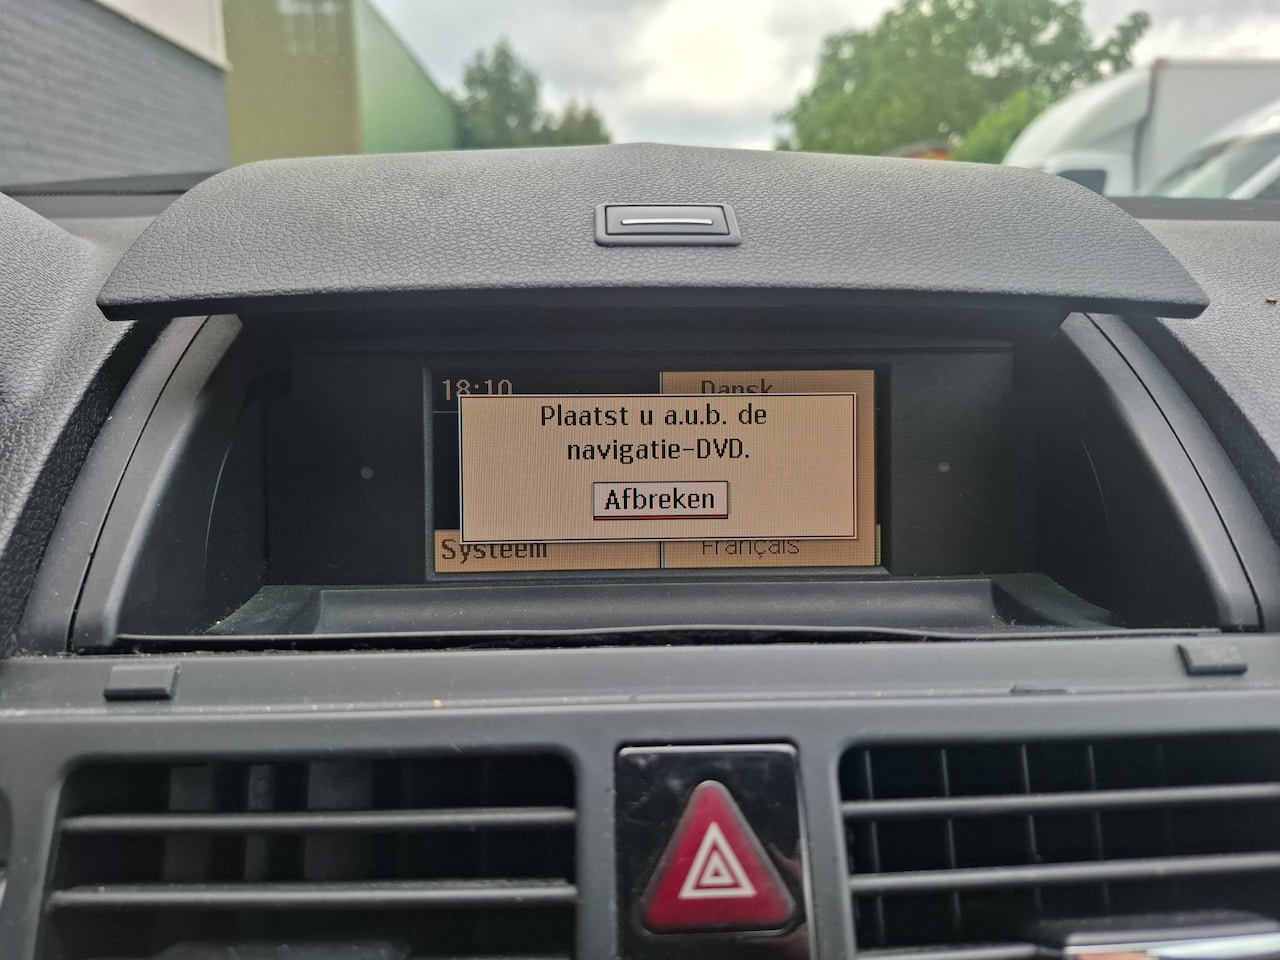 18:10
Dansk
Plaatst u a.u.b. de
navigatie-DVD.
Afbreken
Systeem
Français